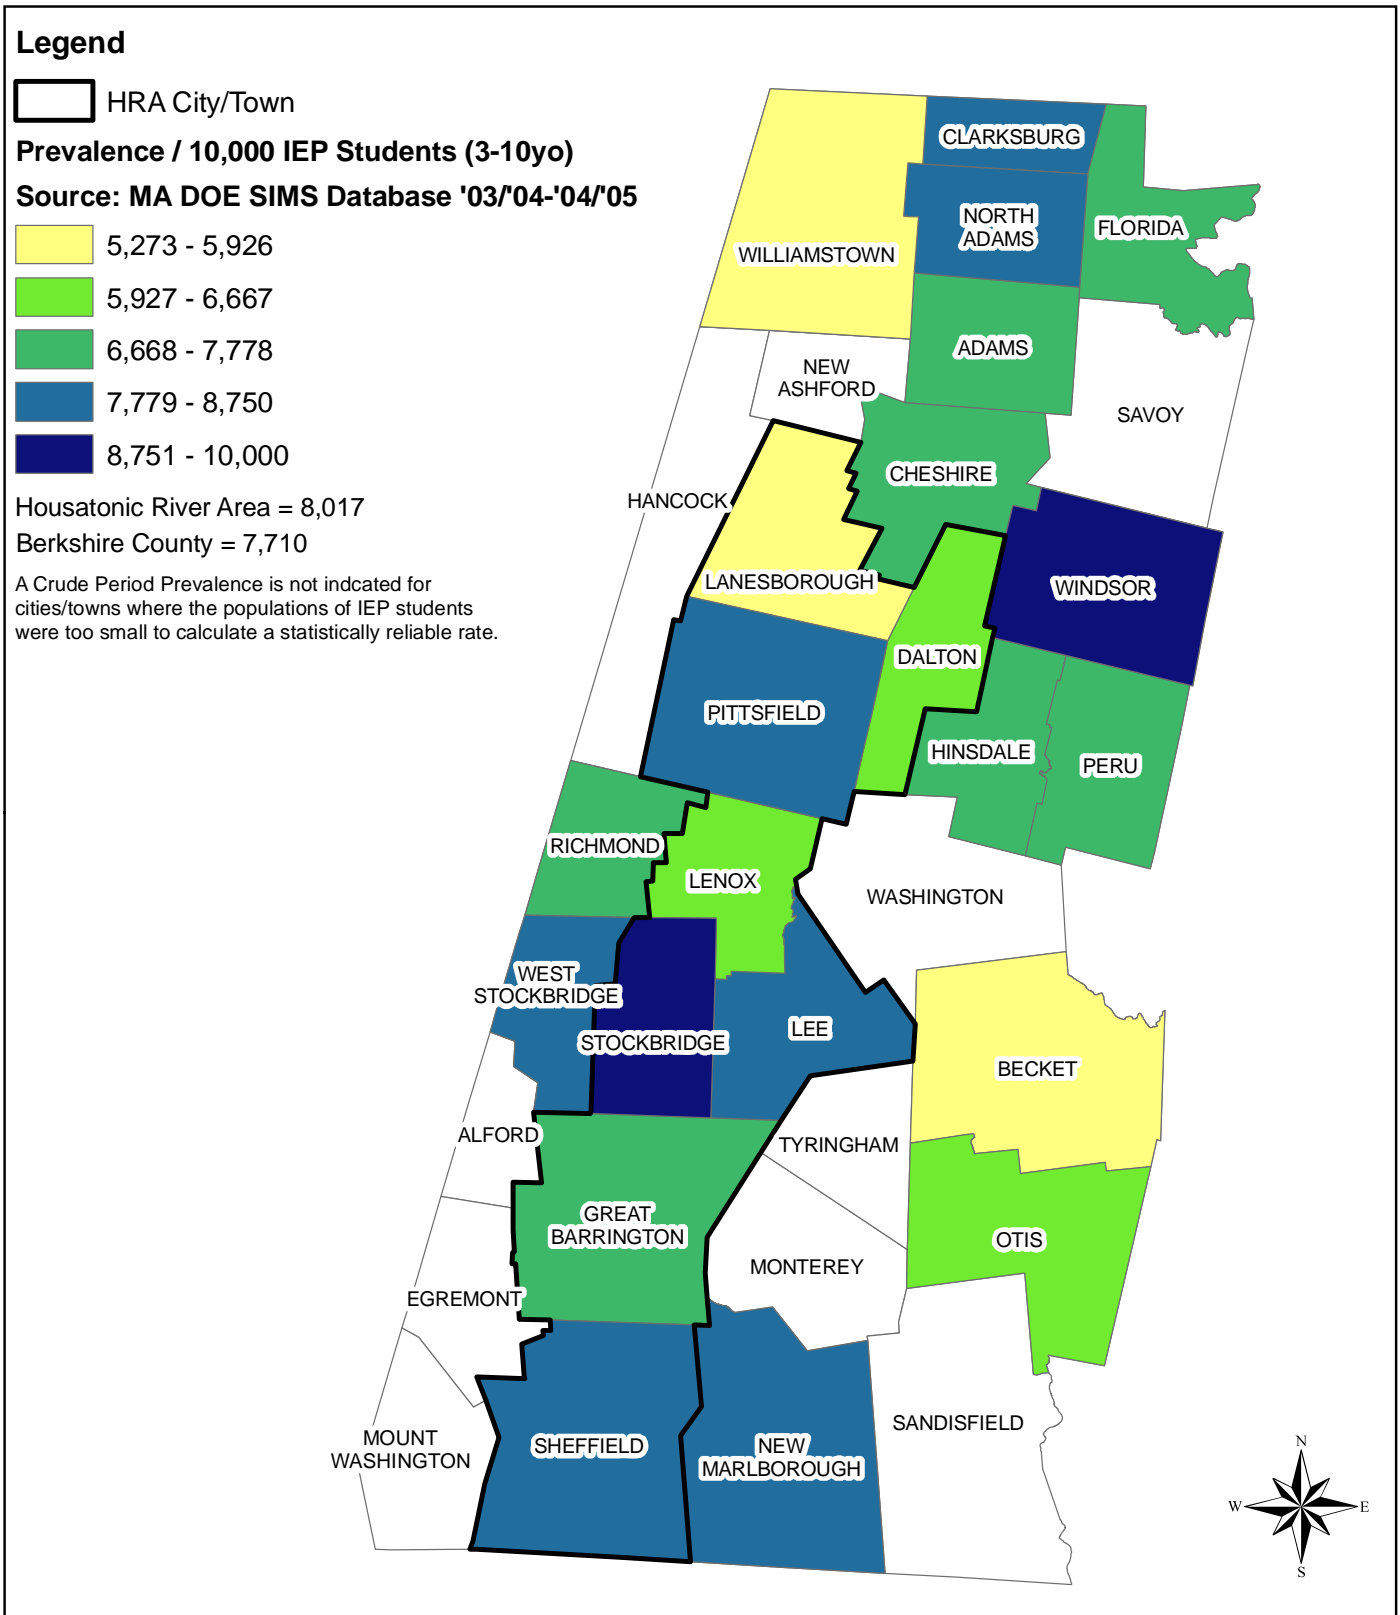 Legend
HRA City/Town
Prevalence / 10,000 IEP Students (3-10yo)
Source: MA DOE SIMS Database '03/'04-'04/'05
5,273 - 5,926
5,927 - 6,667
6,668 - 7,778
7,779 - 8,750
8,751 - 10,000
Housatonic River Area = 8,017
Berkshire County = 7,710
A Crude Period Prevalence is not indcated for
cities/towns where the populations of IEP students
were too small to calculate a statistically reliable rate.
CLARKSBURG
NORTH
ADAMS
FLORIDA
WILLIAMSTOWN
ADAMS
NEW
ASHFORD
SAVOY
CHESHIRE
HANCOCK
LANESBOROUGH
WINDSOR
DALTON
PITTSFIELD
HINSDALE
PERU
RICHMOND
LENOX
WASHINGTON
WEST
STOCKBRIDGE
STOCKBRIDGE
LEE
BECKET
ALFORD
TYRINGHAM
GREAT
BARRINGTON
OTIS
MONTEREY
EGREMONT
SANDISFIELD
MOUNT
WASHINGTON
SHEFFIELD
NEW
MARLBOROUGH
N
W
E
S